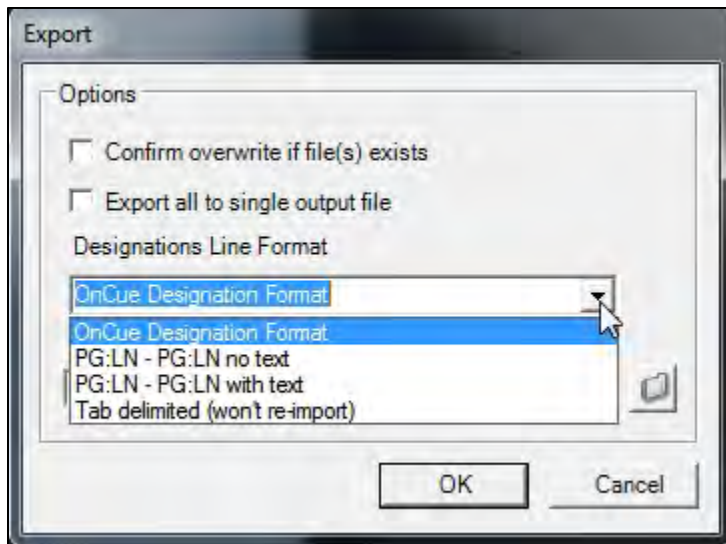 Export
Options
Confirm overwrite if file(s) exists
Export all to single output file
Designations Line Format
OnCue Designation Format
OnCue Designation Format
PG:LN - PG:LN no text
PG:LN - PG:LN with text
Tab delimited (won't re-import)
OK
Cancel